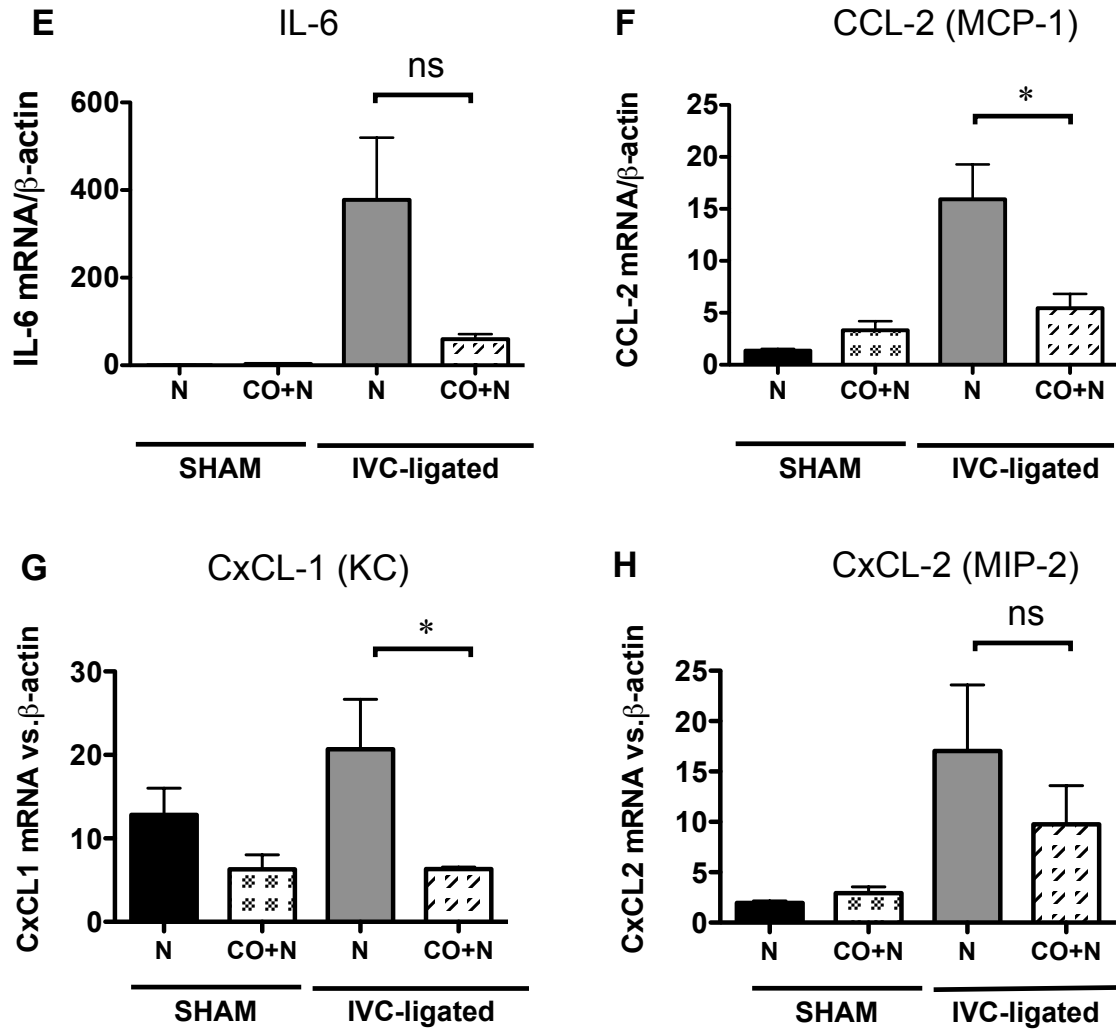 E
IL-6
ns
IL-6 mRNA/β-actin
600
400
200
0
N
CO+N
N
CO+N
SHAM
IVC-ligated
F
CCL-2 (MCP-1)
*
CCL-2 mRNA/β-actin
25
20
15
10
5
0
N
CO+N
N
CO+N
SHAM
IVC-ligated
G
CxCL-1 (KC)
*
CxCL1 mRNA vs.β-actin
30
20
10
0
N
CO+N
N
CO+N
SHAM
IVC-ligated
H
CxCL-2 (MIP-2)
ns
CxCL2 mRNA vs.β-actin
25
20
15
10
5
0
N
CO+N
N
CO+N
SHAM
IVC-ligated